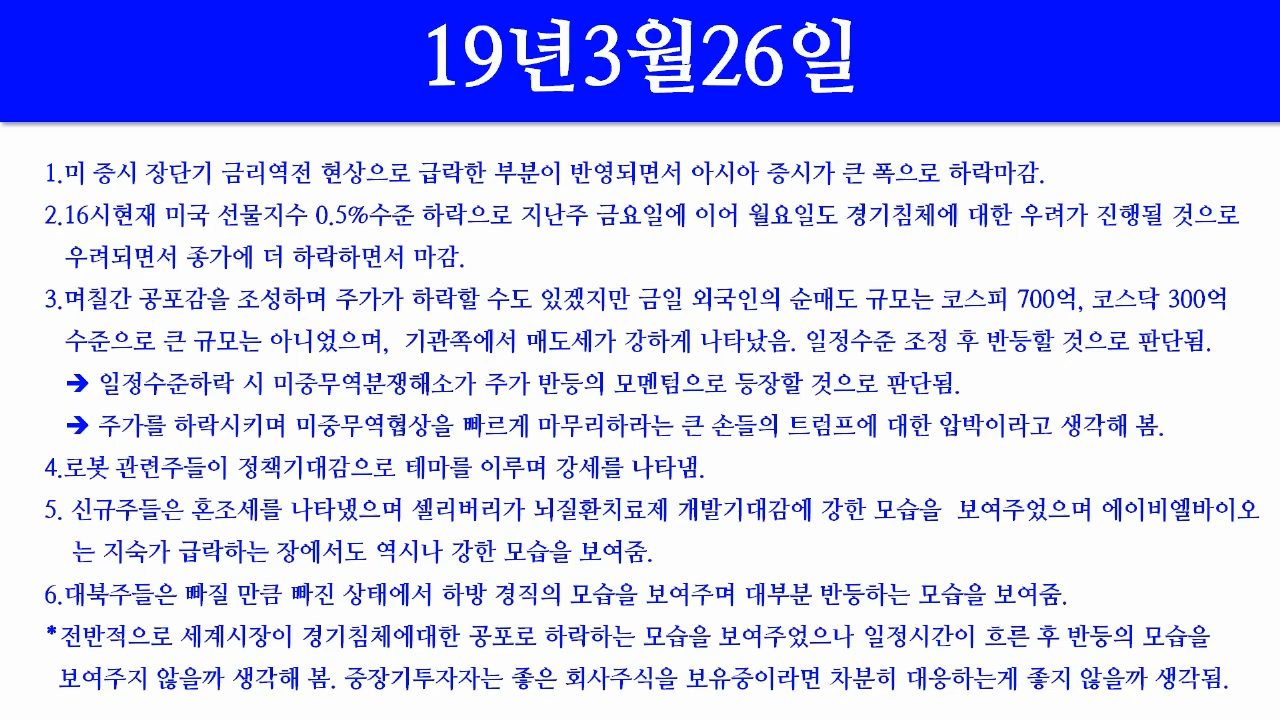 19년3월26일
1.미 증시 장단기 금리역전 현상으로 급락한 부분이 반영되면서 아시아 증시가 큰 폭으로 하락마감.
2.16시현재 미국 선물지수 0.5%수준 하락으로 지난주 금요일에 이어 월요일도 경기침체에 대한 우려가 진행될 것으로
우려되면서 종가에 더 하락하면서 마감.
3.며칠간 공포감을 조성하며 주가가 하락할 수도 있겠지만 금일 외국인의 순매도 규모는 코스피 700억, 코스닥 300억
수준으로 큰 규모는 아니었으며, 기관쪽에서 매도세가 강하게 나타났음. 일정수준 조정 후 반등할 것으로 판단됨.
➔ 일정수준하락 시 미중무역분쟁해소가 주가 반등의 모멘텀으로 등장할 것으로 판단됨.
➔ 주가를 하락시키며 미중무역협상을 빠르게 마무리하라는 큰 손들의 트럼프에 대한 압박이라고 생각해 봄.
4.로봇 관련주들이 정책기대감으로 테마를 이루며 강세를 나타냄.
5. 신규주들은 혼조세를 나타냈으며 셀리버리가 뇌질환치료제 개발기대감에 강한 모습을 보여주었으며 에이비엘바이오
는 지숙가 급락하는 장에서도 역시나 강한 모습을 보여줌.
6.대북주들은 빠질 만큼 빠진 상태에서 하방 경직의 모습을 보여주며 대부분 반등하는 모습을 보여줌.
*전반적으로 세계시장이 경기침체에대한 공포로 하락하는 모습을 보여주었으나 일정시간이 흐른 후 반등의 모습을
보여주지 않을까 생각해 봄. 중장기투자자는 좋은 회사주식을 보유중이라면 차분히 대응하는게 좋지 않을까 생각됨.